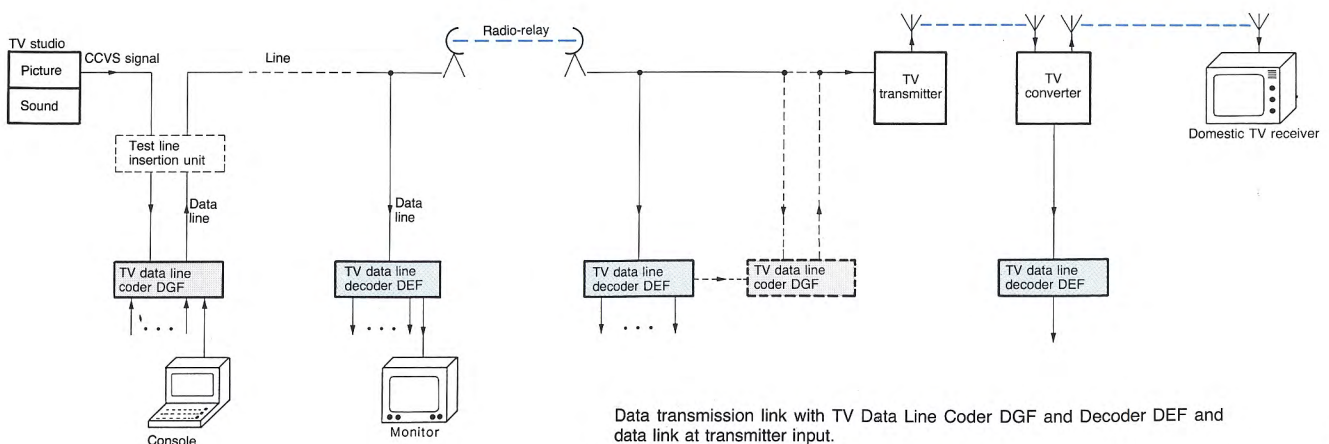 TV studio
Picture
Sound
CCVS signal
Line
Radio-relay
Test line
insertion unit
Data
line
TV data line
coder DGF
Console
Data
line
TV data line
decoder DEF
Monitor
TV data line
decoder DEF
TV data line
coder DGF
TV
transmitter
TV
converter
TV data line
decoder DEF
Domestic TV receiver
Data transmission link with TV Data Line Coder DGF and Decoder DEF and
data link at transmitter input.